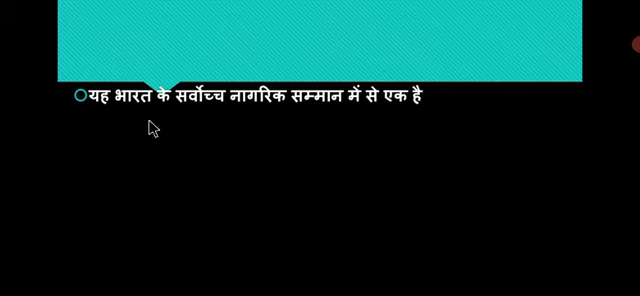 यह भारत के सर्वोच्च नागरिक सम्मान में से एक है